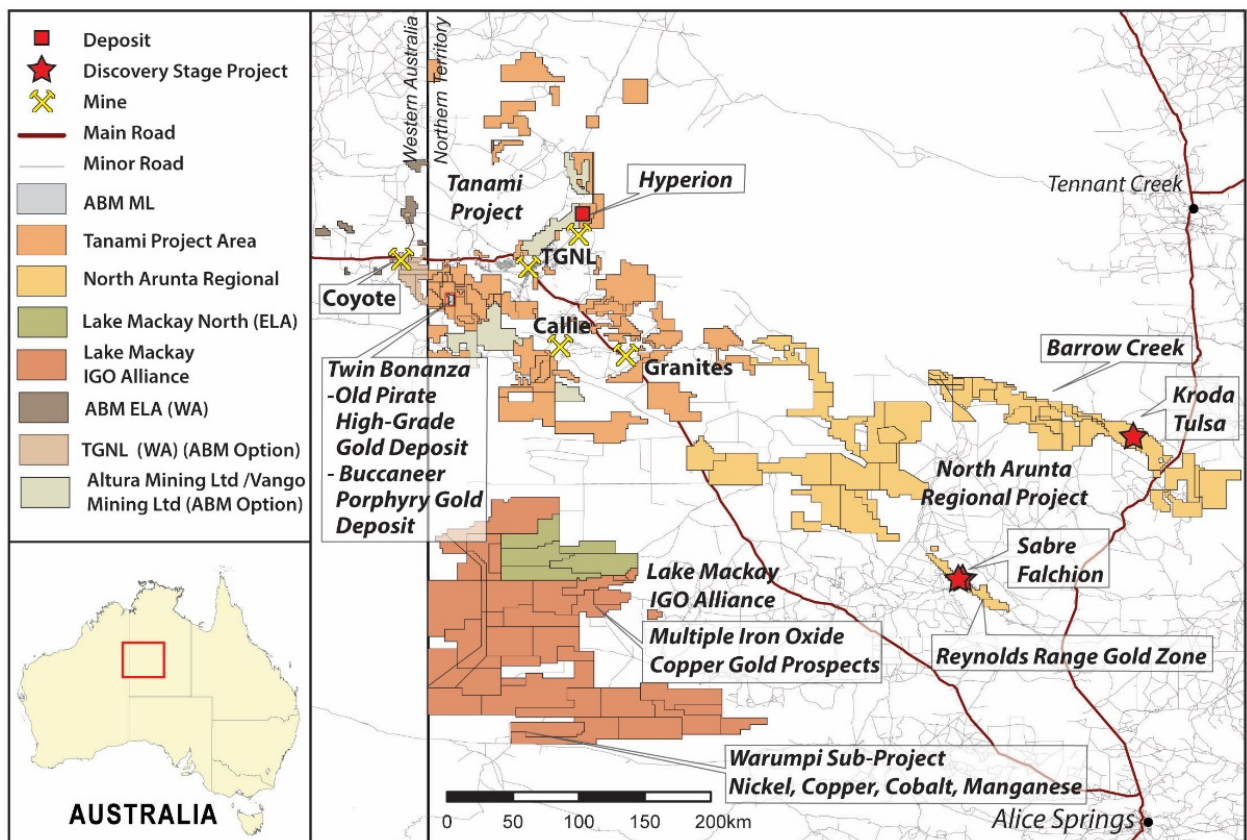 Deposit
Discovery Stage Project
Mine
Main Road
Minor Road
ABM ML
Tanami Project Area
North Arunta Regional
Lake Mackay North (ELA)
Lake Mackay
IGO Alliance
ABM ELA (WA)
TGNL (WA) (ABM Option)
Altura Mining Ltd /Vango
Mining Ltd (ABM Option)
AUSTRALIA
Western Australia
Northern Territory
Tanami
Project
Hyperion
Tennant Creek
TGNL
Coyote
Callie
Granites
Twin Bonanza
-Old Pirate
High-Grade
Gold Deposit
- Buccaneer
Porphyry Gold
Deposit
Barrow Creek
Kroda
Tulsa
North Arunta
Regional Project
Sabre
Falchion
Reynolds Range Gold Zone
Lake Mackay
IGO Alliance
Multiple Iron Oxide
Copper Gold Prospects
Warumpi Sub-Project
Nickel, Copper, Cobalt, Manganese
0 50 100 200km
Alice Springs